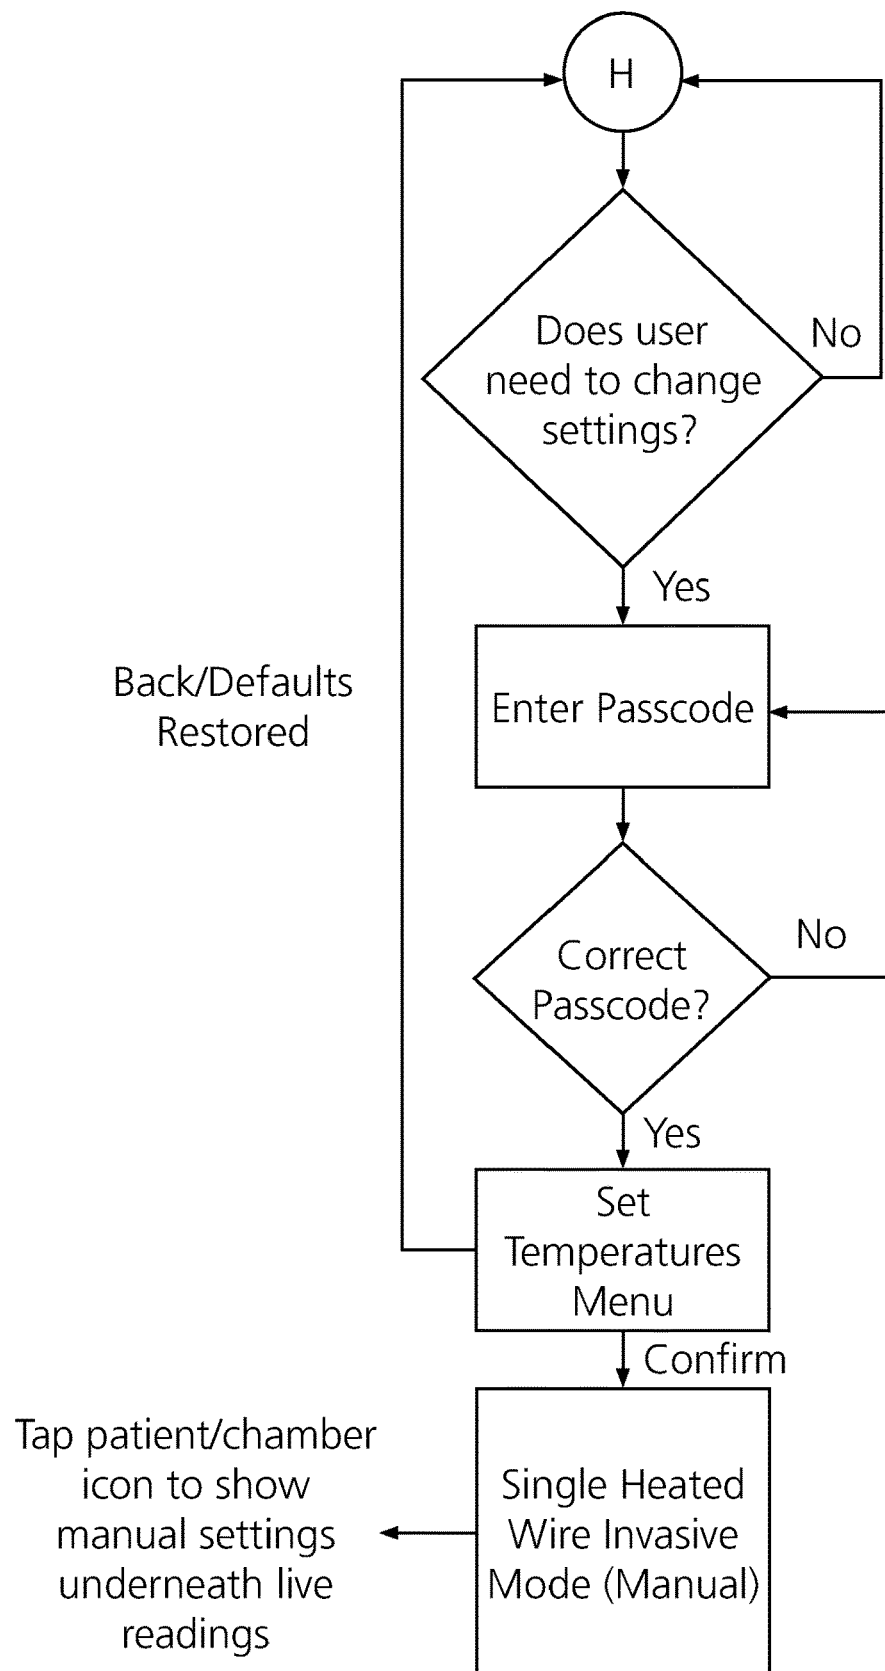 H
Does user
need to change
settings?
No
Yes
Enter Passcode
Back/Defaults
Restored
Correct
Passcode?
No
Yes
Set
Temperatures
Menu
Confirm
Tap patient/chamber
icon to show
manual settings
underneath live
readings
Single Heated
Wire Invasive
Mode (Manual)